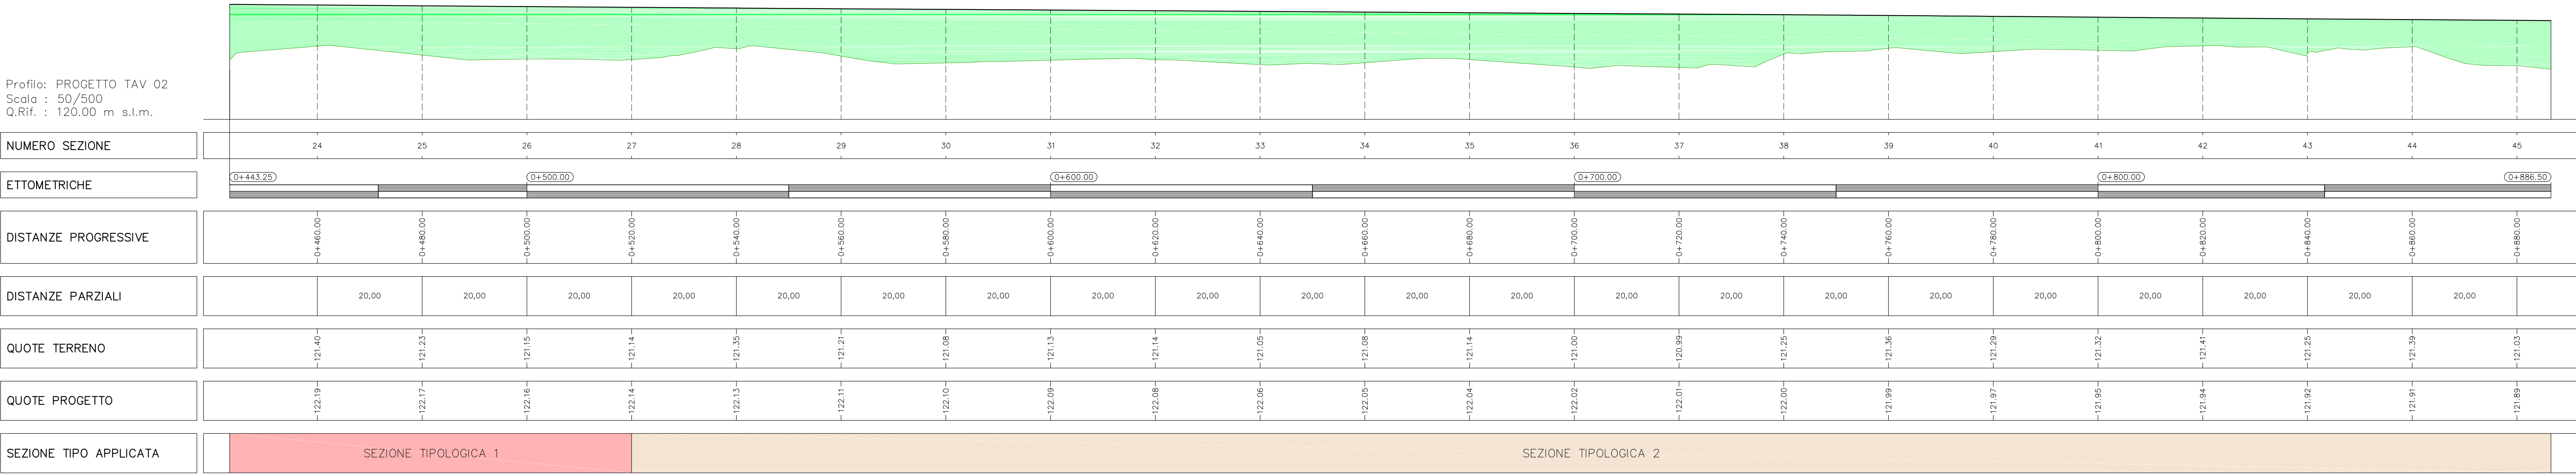 Profilo: PROGETTO TAV 02
Scala : 50/500
Q.Rif. : 120.00 m s.l.m.
NUMERO SEZIONE 24 25 26 27 28 29 30 31 32 33 34 35 36 37 38 39 40 41 42 43 44 45
ETTOMETRICHE 0+443.25 0+500.00 0+600.00 0+700.00 0+800.00 0+886.50
DISTANZE PROGRESSIVE 0+460.00 0+480.00 0+500.00 0+520.00 0+540.00 0+560.00 0+580.00 0+600.00 0+620.00 0+640.00 0+660.00 0+680.00 0+700.00 0+720.00 0+740.00 0+760.00 0+780.00 0+800.00 0+820.00 0+840.00 0+860.00 0+880.00
DISTANZE PARZIALI 20,00 20,00 20,00 20,00 20,00 20,00 20,00 20,00 20,00 20,00 20,00 20,00 20,00 20,00 20,00 20,00 20,00 20,00 20,00 20,00 20,00
QUOTE TERRENO 121.40 121.23 121.15 121.14 121.35 121.21 121.08 121.13 121.14 121.05 121.08 121.14 121.00 120.99 121.25 121.36 121.29 121.32 121.41 121.25 121.39 121.03
QUOTE PROGETTO 122.19 122.17 122.16 122.14 122.13 122.11 122.10 122.09 122.08 122.06 122.05 122.04 122.02 122.01 122.00 121.99 121.97 121.95 121.94 121.92 121.91 121.89
SEZIONE TIPO APPLICATA SEZIONE TIPOLOGICA 1 SEZIONE TIPOLOGICA 2